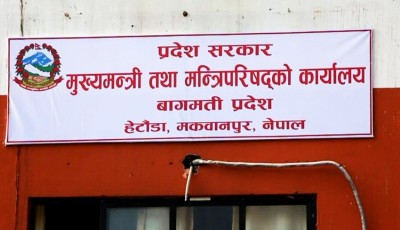 प्रदेश सरकार
मुख्यमन्त्री तथा मन्त्रिपरिषद्को कार्यालय
बागमती प्रदेश
हेटौंडा, मकवानपुर, नेपाल